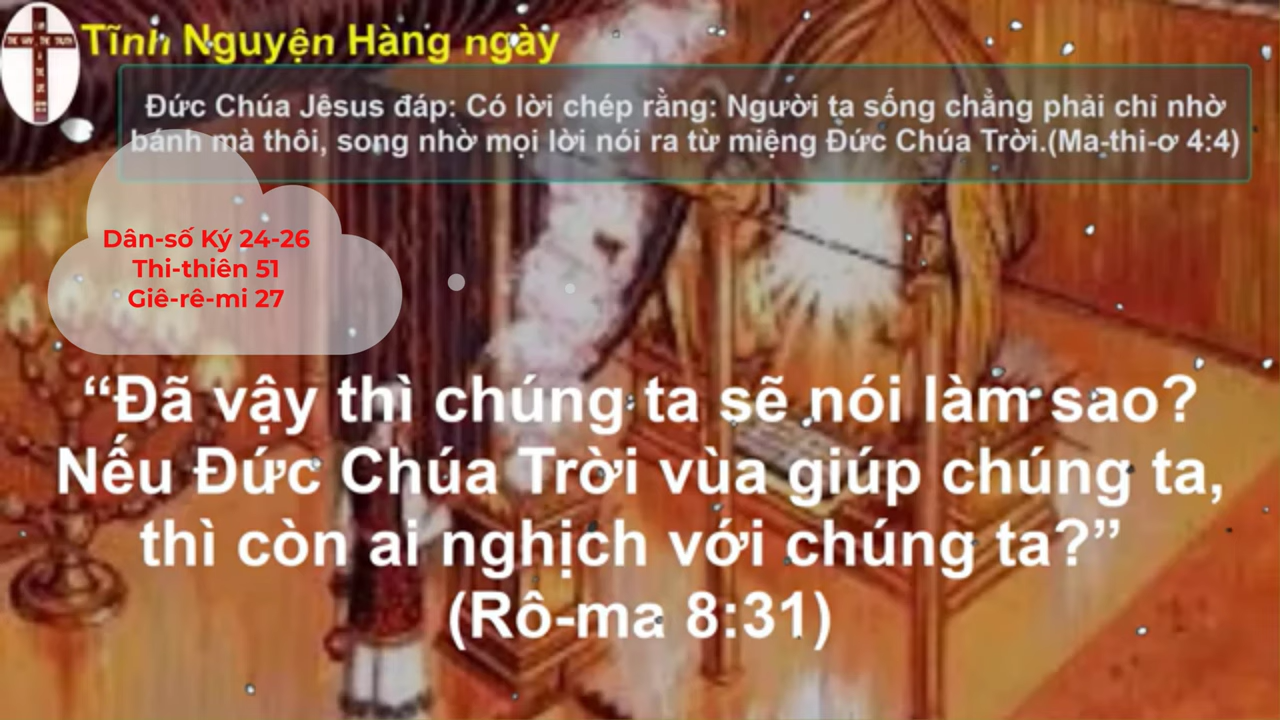 Tĩnh Nguyện Hàng ngày
Đức Chúa Jêsus đáp: Có lời chép rằng: Người ta sống chẳng phải chỉ nhờ
bánh mà thôi, song nhờ mọi lời nói ra từ miệng Đức Chúa Trời.(Ma-thi-ơ 4:4)
Dân-số Ký 24-26
Thi-thiên 51
Giê-rê-mi 27
“Đã vậy thì chúng ta sẽ nói làm sao?
Nếu Đức Chúa Trời vùa giúp chúng ta,
thì còn ai nghịch với chúng ta?”
(Rô-ma 8:31)